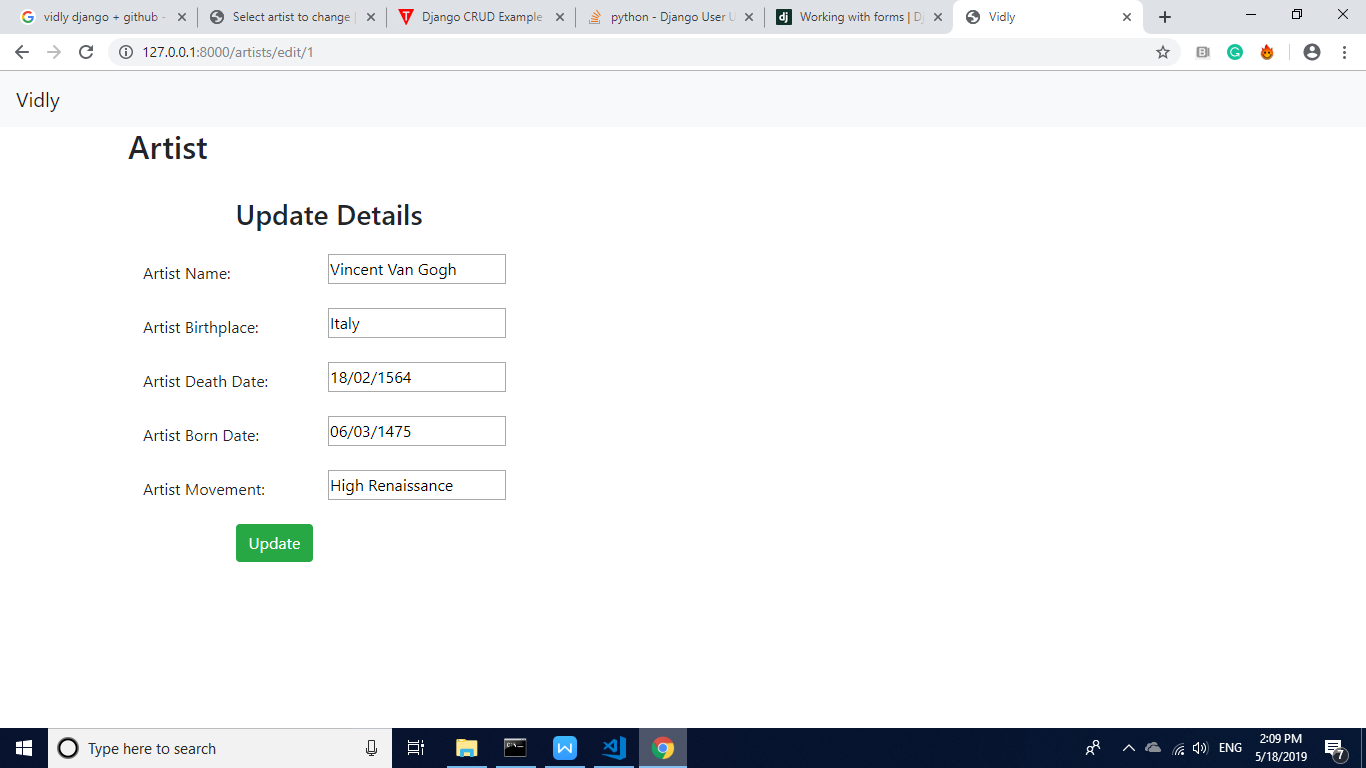 vidly django + github -
Select artist to change |
Django CRUD Example
python - Django User U
Working with forms | Dj
Vidly
127.0.0.1:8000/artists/edit/1
Vidly
Artist
Update Details
Artist Name: Vincent Van Gogh
Artist Birthplace: Italy
Artist Death Date: 18/02/1564
Artist Born Date: 06/03/1475
Artist Movement: High Renaissance
Update
Type here to search
ENG
2:09 PM
5/18/2019
7